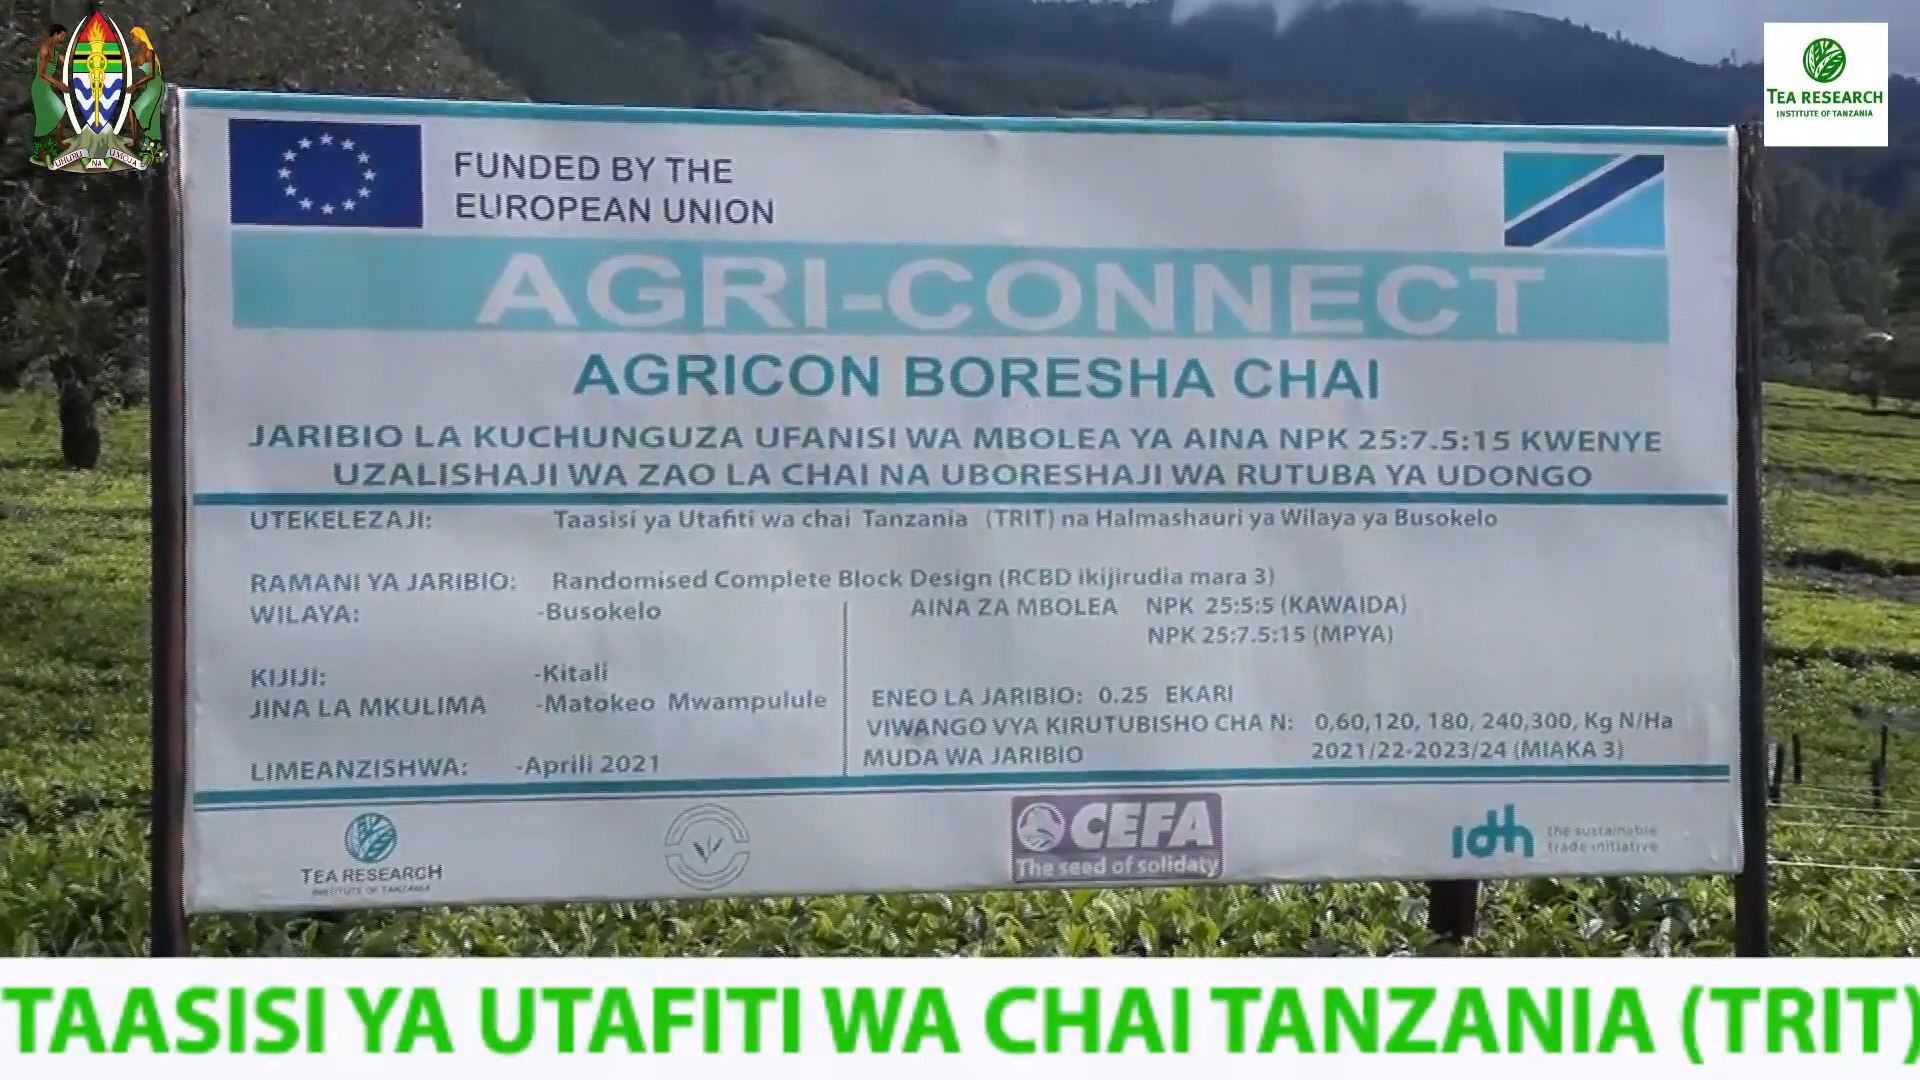 UHURU NA UMOJA
TEA RESEARCH
INSTITUTE OF TANZANIA
FUNDED BY THE
EUROPEAN UNION
AGRI-CONNECT
AGRICON BORESHA CHAI
JARIBIO LA KUCHUNGUZA UFANISI WA MBOLEA YA AINA NPK 25:7.5:15 KWENYE
UZALISHAJI WA ZAO LA CHAI NA UBORESHAJI WA RUTUBA YA UDONGO
UTEKELEZAJI: Taasisi ya Utafiti wa chai Tanzania (TRIT) na Halmashauri ya Wilaya ya Busokelo
RAMANI YA JARIBIO: Randomised Complete Block Design (RCBD ikijirudia mara 3)
WILAYA: -Busokelo
KIJIJI: -Kitali
JINA LA MKULIMA -Matokeo Mwampulule
LIMEANZISHWA: -Aprili 2021
AINA ZA MBOLEA NPK 25:5:5 (KAWAIDA)
NPK 25:7.5:15 (MPYA)
ENEO LA JARIBIO: 0.25 EKARI
VIWANGO VYA KIRUTUBISHO CHA N: 0,60,120, 180, 240,300, Kg N/Ha
MUDA WA JARIBIO 2021/22-2023/24 (MIAKA 3)
TEA RESEARCH
INSTITUTE OF TANZANIA
CEFA
The seed of solidaty
idh the sustainable
trade initiative
TAASISI YA UTAFITI WA CHAI TANZANIA (TRIT)